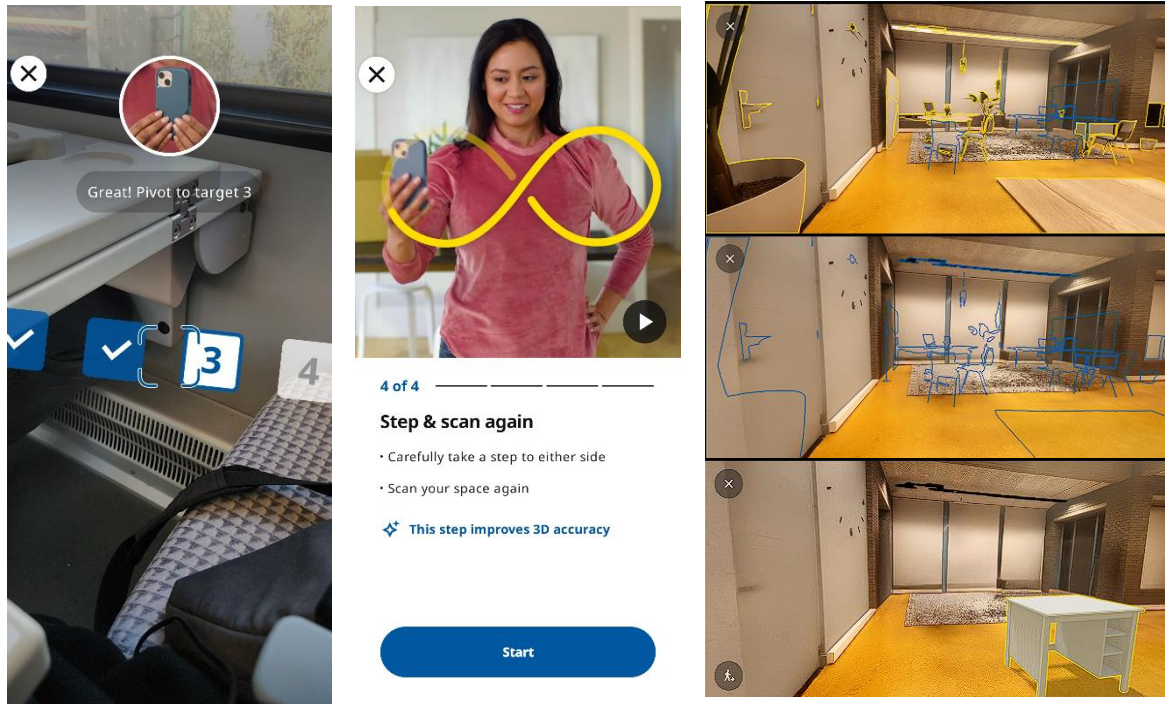 Great! Pivot to target 3
3
4
4 of 4
Step & scan again
• Carefully take a step to either side
• Scan your space again
This step improves 3D accuracy
Start